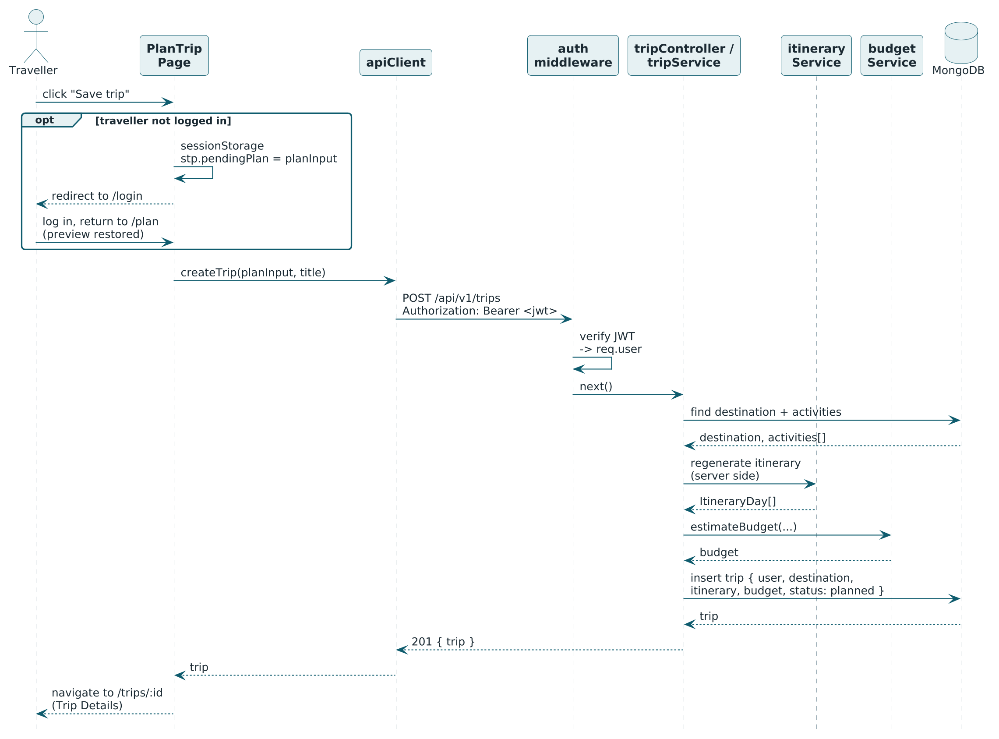 Traveller
PlanTrip
Page
apiClient
auth
middleware
tripController /
tripService
itinerary
Service
budget
Service
MongoDB
click "Save trip"
opt
[traveller not logged in]
sessionStorage
stp.pendingPlan = planInput
redirect to /login
log in, return to /plan
(preview restored)
createTrip(planInput, title)
POST /api/v1/trips
Authorization: Bearer <jwt>
verify JWT
-> req.user
next()
find destination + activities
destination, activities[]
regenerate itinerary
(server side)
ItineraryDay[]
estimateBudget(...)
budget
insert trip { user, destination,
itinerary, budget, status: planned }
trip
201 { trip }
trip
navigate to /trips/:id
(Trip Details)